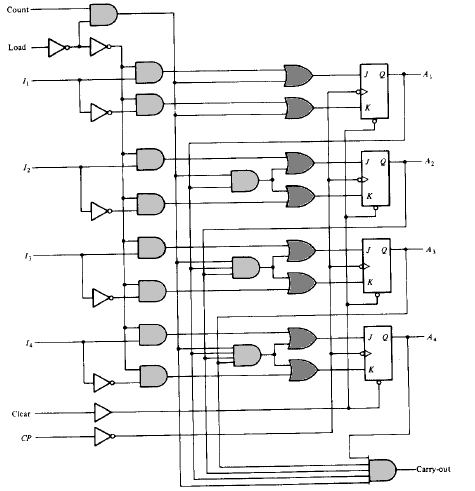 Count
Load
I₁
J Q A₁
K
I₂
J Q A₂
K
I₃
J Q A₃
K
I₄
J Q A₄
K
Clear
CP
Carry-out